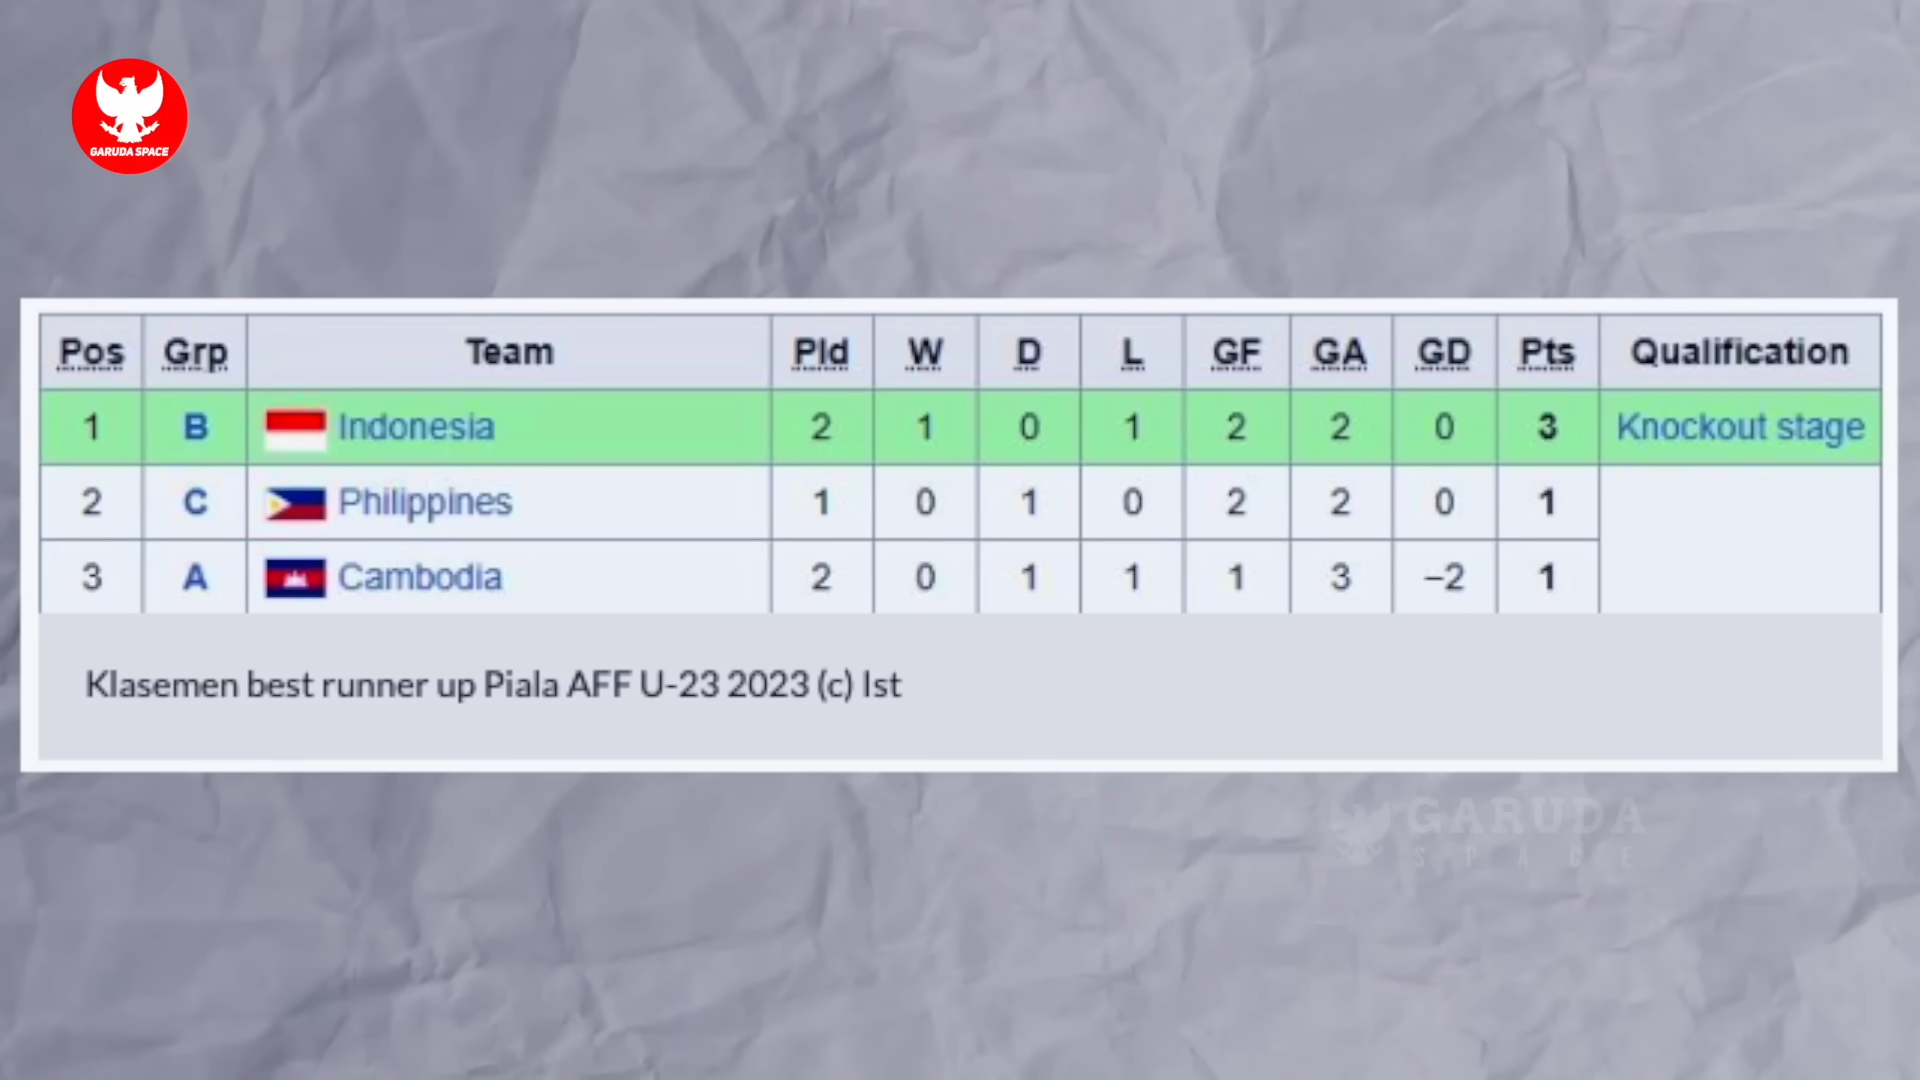 GARUDA SPACE
Pos Grp Team Pld W D L GF GA GD Pts Qualification
1 B Indonesia 2 1 0 1 2 2 0 3 Knockout stage
2 C Philippines 1 0 1 0 2 2 0 1
3 A Cambodia 2 0 1 1 1 3 −2 1
Klasemen best runner up Piala AFF U-23 2023 (c) Ist
GARUDA
SPACE